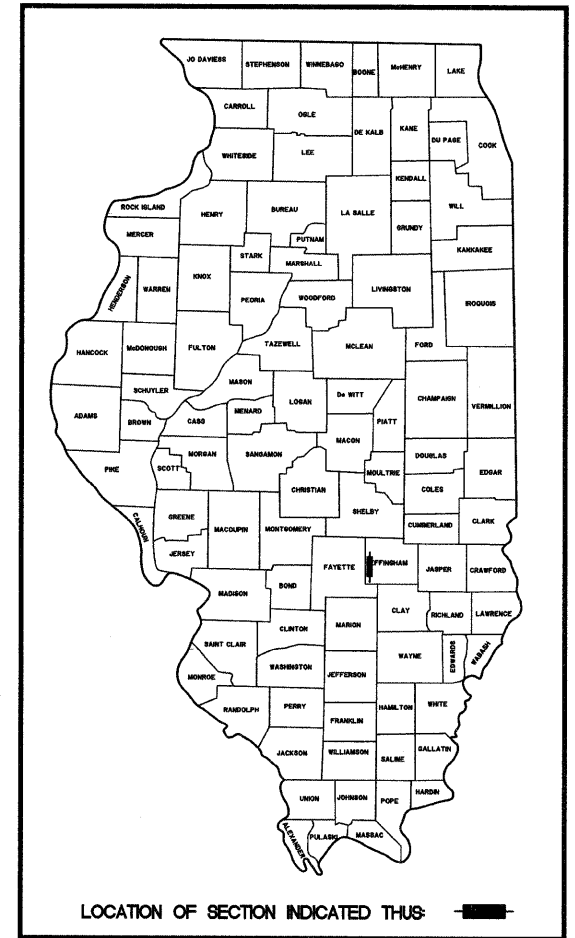 JO DAVIESS STEPHENSON WINNEBAGO BOONE McHENRY LAKE
CARROLL OGLE DE KALB KANE DU PAGE COOK
WHITESIDE LEE
KENDALL WILL
ROCK ISLAND HENRY BUREAU LA SALLE GRUNDY
MERCER PUTNAM KANKAKEE
STARK MARSHALL
HENDERSON WARREN KNOX PEORIA WOODFORD LIVINGSTON IROQUOIS
HANCOCK McDONOUGH FULTON TAZEWELL MCLEAN FORD
SCHUYLER MASON LOGAN De WITT CHAMPAIGN VERMILLION
ADAMS BROWN CASS MENARD PIATT
MACON
PIKE SCOTT MORGAN SANGAMON MOULTRIE DOUGLAS EDGAR
CHRISTIAN COLES
CALHOUN GREENE MACOUPIN MONTGOMERY SHELBY CUMBERLAND CLARK
JERSEY FAYETTE EFFINGHAM JASPER CRAWFORD
MADISON BOND
CLINTON MARION CLAY RICHLAND LAWRENCE
SAINT CLAIR WAYNE EDWARDS WABASH
MONROE WASHINGTON JEFFERSON
RANDOLPH PERRY HAMILTON WHITE
FRANKLIN
JACKSON WILLIAMSON SALINE GALLATIN
UNION JOHNSON POPE HARDIN
ALEXANDER PULASKI MASSAC
LOCATION OF SECTION INDICATED THUS: